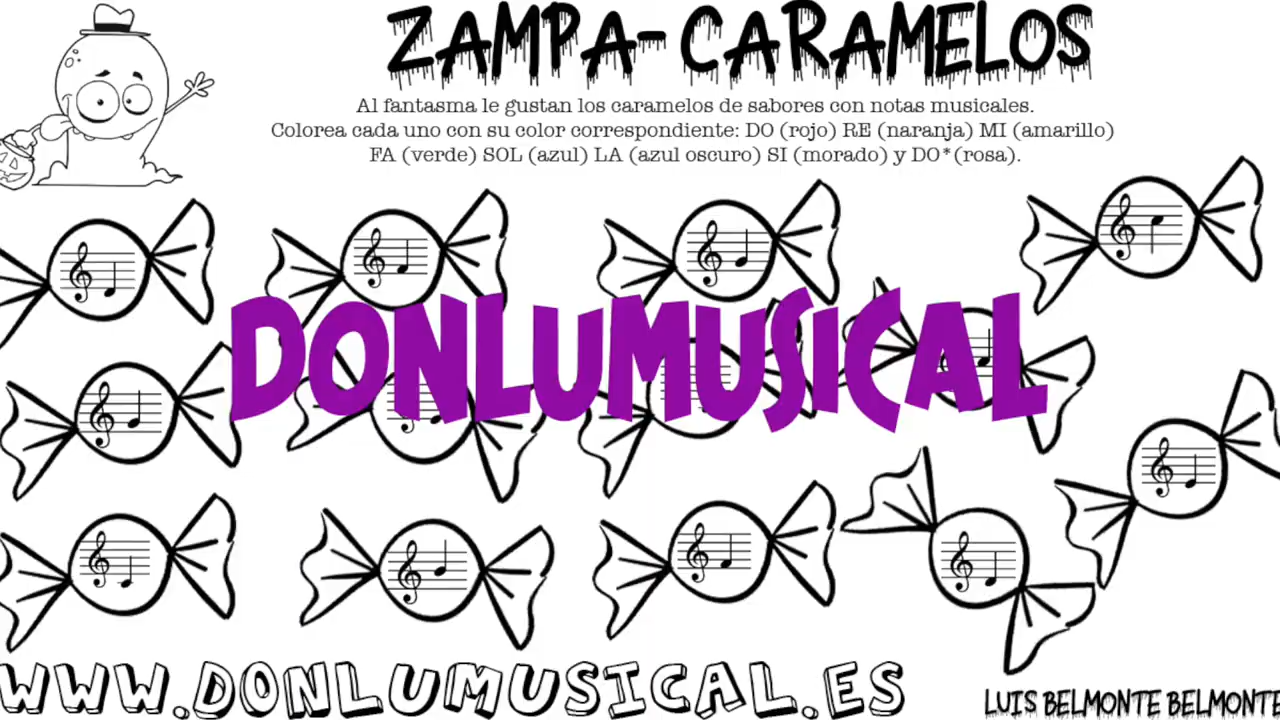 ZAMPA-CARAMELOS
Al fantasma le gustan los caramelos de sabores con notas musicales.
Colorea cada uno con su color correspondiente: DO (rojo) RE (naranja) MI (amarillo)
FA (verde) SOL (azul) LA (azul oscuro) SI (morado) y DO*(rosa).
DONLUMUSICAL
WWW.DONLUMUSICAL.ES
LUIS BELMONTE BELMONTE